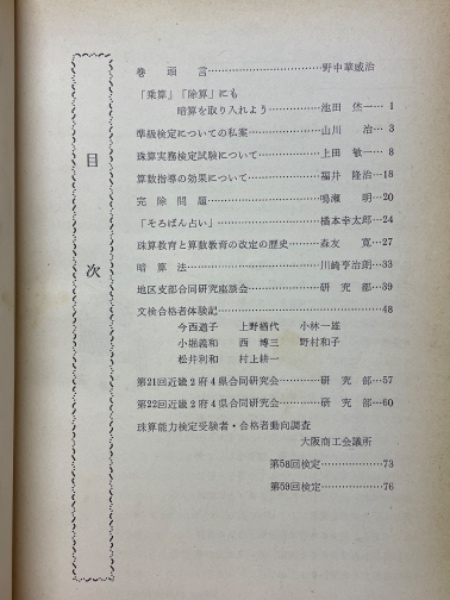 目次
巻頭言……………………………野中華威治
「乗算」「除算」にも
暗算を取り入れよう……………池田 …1
準級検定についての私案…………山川 治…3
珠算実務検定試験について………上田 敏一…8
算数指導の効果について…………福井 隆治…18
完除問題……………………………鳴瀬 明…20
「そろばん占い」…………………橋本幸太郎…24
珠算教育と算数教育の改定の歴史………森友 寛…27
暗算法………………………………川崎亨治朗…33
地区支部合同研究座談会…………研究部…39
文検合格者体験記……………………………………48
今西道子 上野楢代 小林一雄
小堀義和 西博三 野村和子
松井利和 村上耕一
第21回近畿2府4県合同研究会…………研究部…57
第22回近畿2府4県合同研究会…………研究部…60
珠算能力検定受験者・合格者動向調査
大阪商工会議所
第58回検定………………73
第59回検定………………76